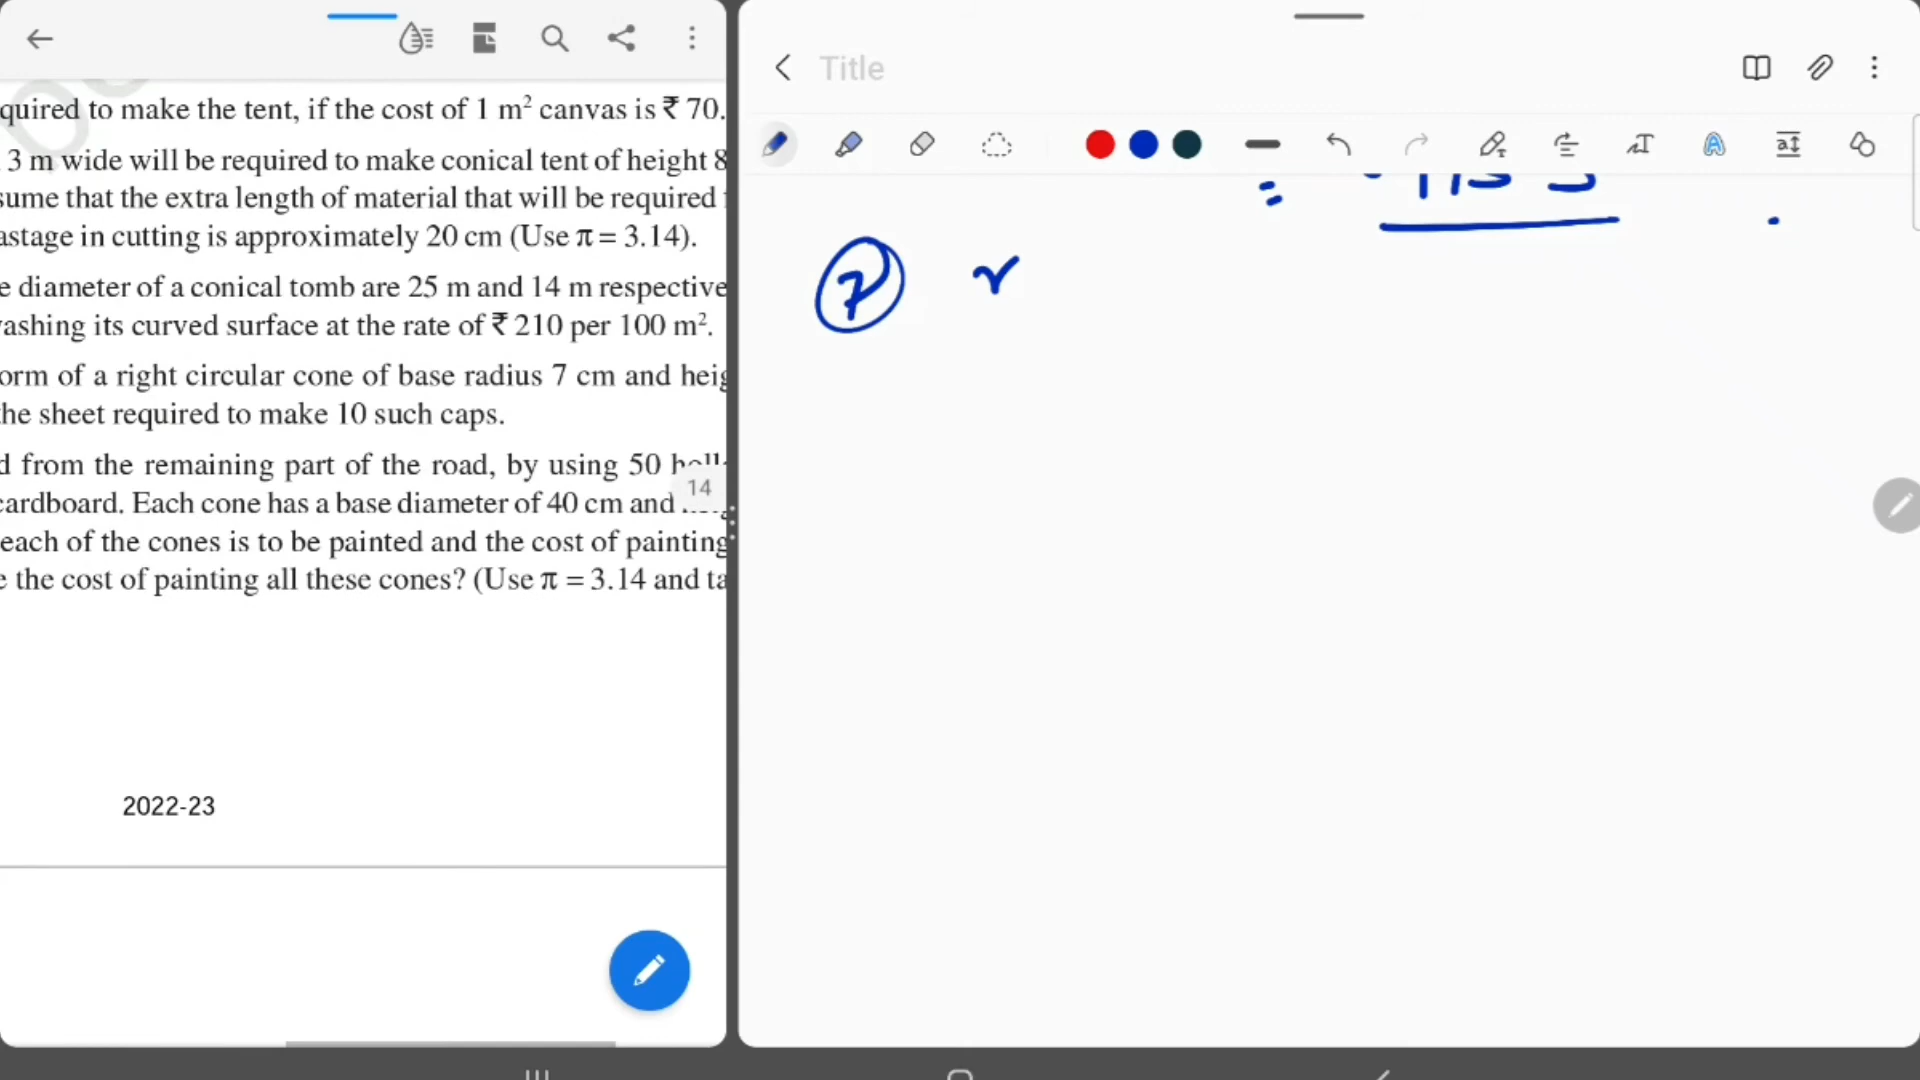 quired to make the tent, if the cost of 1 m² canvas is ₹ 70.
3 m wide will be required to make conical tent of height 8
sume that the extra length of material that will be required
astage in cutting is approximately 20 cm (Use π = 3.14).
e diameter of a conical tomb are 25 m and 14 m respective
ashing its curved surface at the rate of ₹ 210 per 100 m².
orm of a right circular cone of base radius 7 cm and heig
he sheet required to make 10 such caps.
d from the remaining part of the road, by using 50
cardboard. Each cone has a base diameter of 40 cm and
each of the cones is to be painted and the cost of painting
e the cost of painting all these cones? (Use π = 3.14 and ta
14
2022-23
Title
7 r